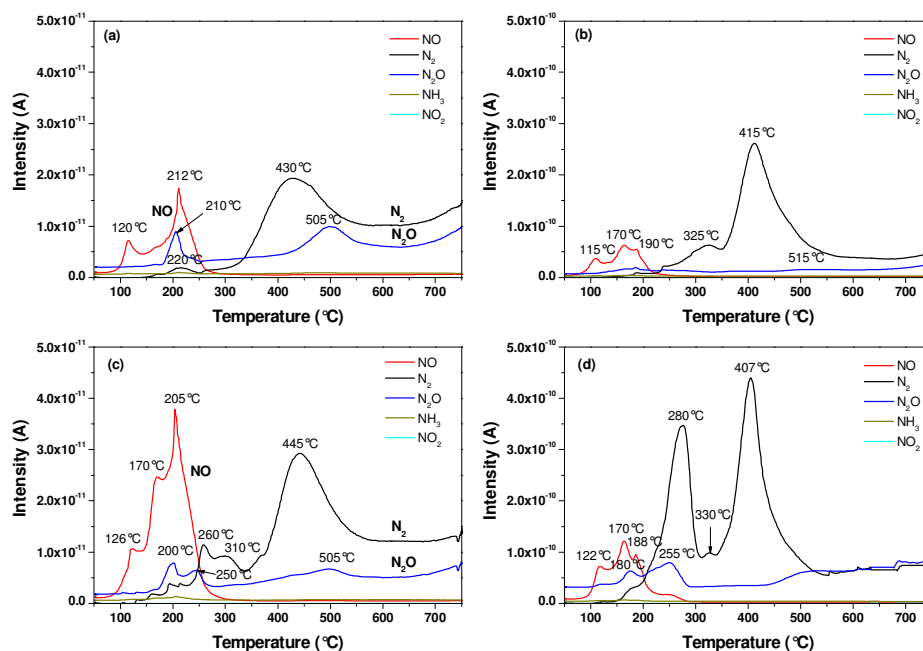 (a)
NO
N2
N2O
NH3
NO2
5.0x10-11
4.0x10-11
3.0x10-11
2.0x10-11
1.0x10-11
0.0
Intensity (A)
120°C
NO
212°C
210°C
220°C
430°C
505°C
N2
N2O
100 200 300 400 500 600 700
Temperature (°C)
(b)
NO
N2
N2O
NH3
NO2
5.0x10-10
4.0x10-10
3.0x10-10
2.0x10-10
1.0x10-10
0.0
Intensity (A)
115°C
170°C
190°C
325°C
415°C
515°C
100 200 300 400 500 600 700
Temperature (°C)
(c)
NO
N2
N2O
NH3
NO2
5.0x10-11
4.0x10-11
3.0x10-11
2.0x10-11
1.0x10-11
0.0
Intensity (A)
126°C
170°C
205°C
NO
200°C
260°C
250°C
310°C
445°C
505°C
N2
N2O
100 200 300 400 500 600 700
Temperature (°C)
(d)
NO
N2
N2O
NH3
NO2
5.0x10-10
4.0x10-10
3.0x10-10
2.0x10-10
1.0x10-10
0.0
Intensity (A)
122°C
170°C
188°C
180°C
255°C
280°C
330°C
407°C
100 200 300 400 500 600 700
Temperature (°C)